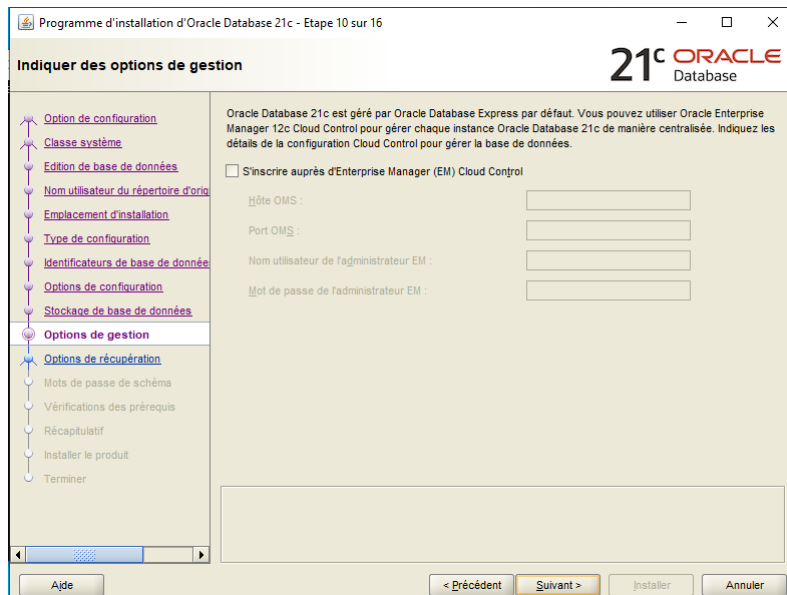 Programme d'installation d'Oracle Database 21c - Etape 10 sur 16
Indiquer des options de gestion
21c ORACLE
Database
Option de configuration
Classe système
Edition de base de données
Nom utilisateur du répertoire d'orig
Emplacement d'installation
Type de configuration
Identificateurs de base de donnée
Options de configuration
Stockage de base de données
Options de gestion
Options de récupération
Mots de passe de schéma
Vérifications des prérequis
Récapitulatif
Installer le produit
Terminer
Oracle Database 21c est géré par Oracle Database Express par défaut. Vous pouvez utiliser Oracle Enterprise
Manager 12c Cloud Control pour gérer chaque instance Oracle Database 21c de manière centralisée. Indiquez les
détails de la configuration Cloud Control pour gérer la base de données.
S'inscrire auprès d'Enterprise Manager (EM) Cloud Control
Hôte OMS :
Port OMS :
Nom utilisateur de l'administrateur EM :
Mot de passe de l'administrateur EM :
Aide
< Précédent
Suivant >
Installer
Annuler